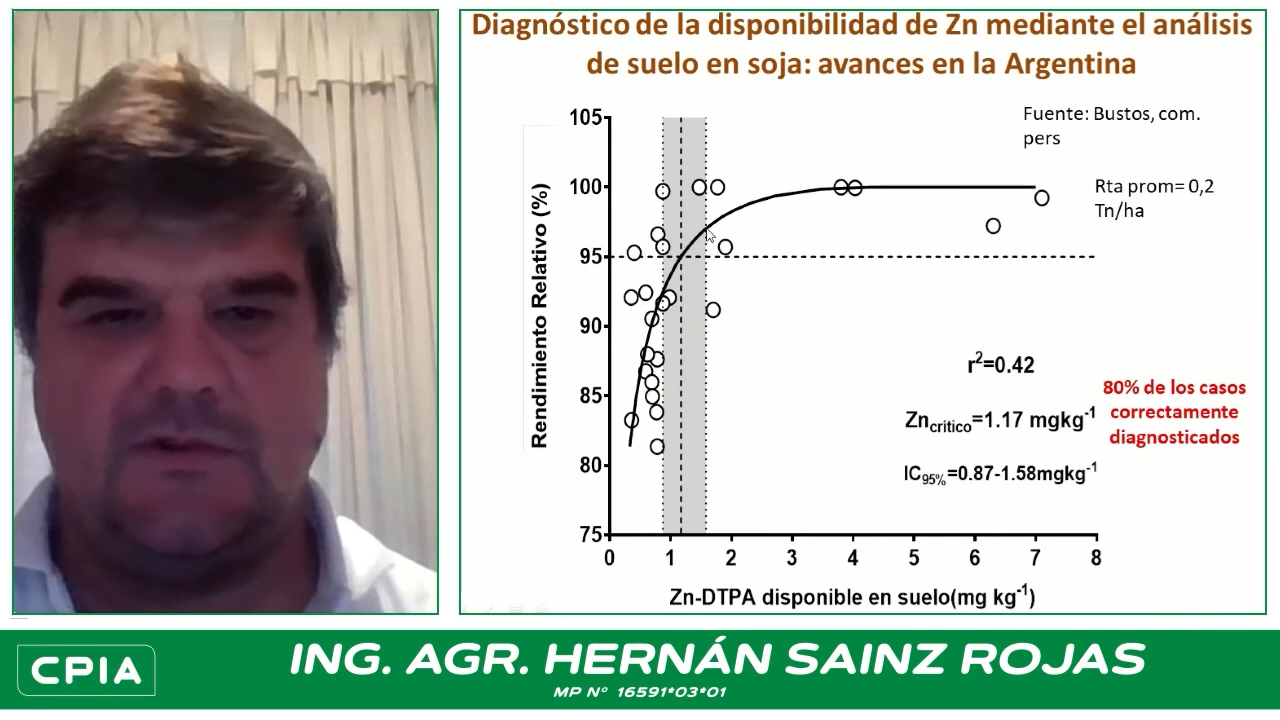 Diagnóstico de la disponibilidad de Zn mediante el análisis
de suelo en soja: avances en la Argentina
Fuente: Bustos, com.
pers
Rta prom= 0,2
Tn/ha
Rendimiento Relativo (%)
105
100
95
90
85
80
75
r²=0.42
Zncrítico=1.17 mgkg⁻¹
IC95%=0.87-1.58mgkg⁻¹
80% de los casos
correctamente
diagnosticados
0 1 2 3 4 5 6 7 8
Zn-DTPA disponible en suelo(mg kg⁻¹)
CPIA
ING. AGR. HERNÁN SAINZ ROJAS
MP Nº 16591*03*01